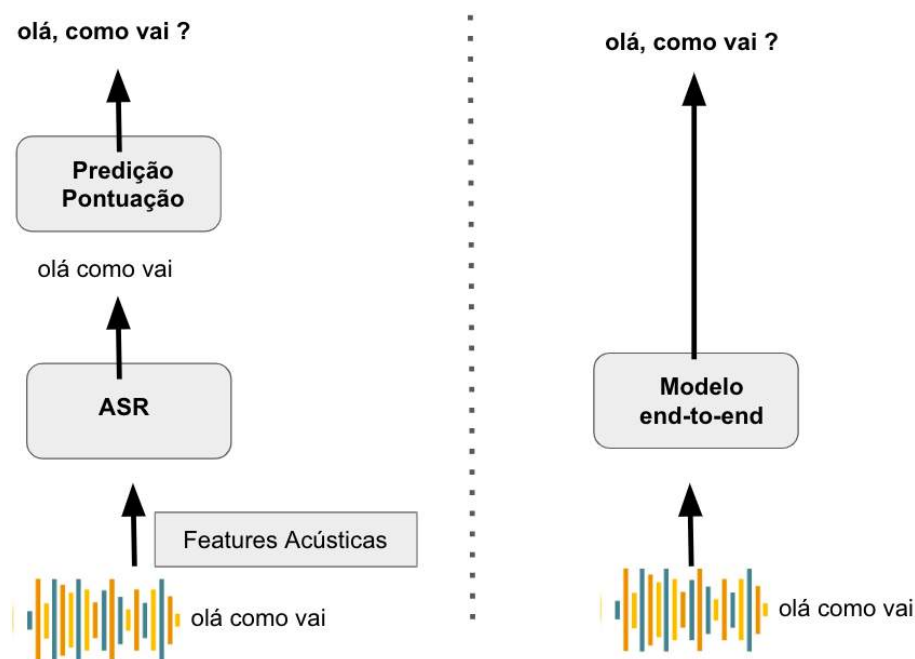 olá, como vai ?
Predição
Pontuação
olá como vai
ASR
Features Acústicas
olá como vai
olá, como vai ?
Modelo
end-to-end
olá como vai